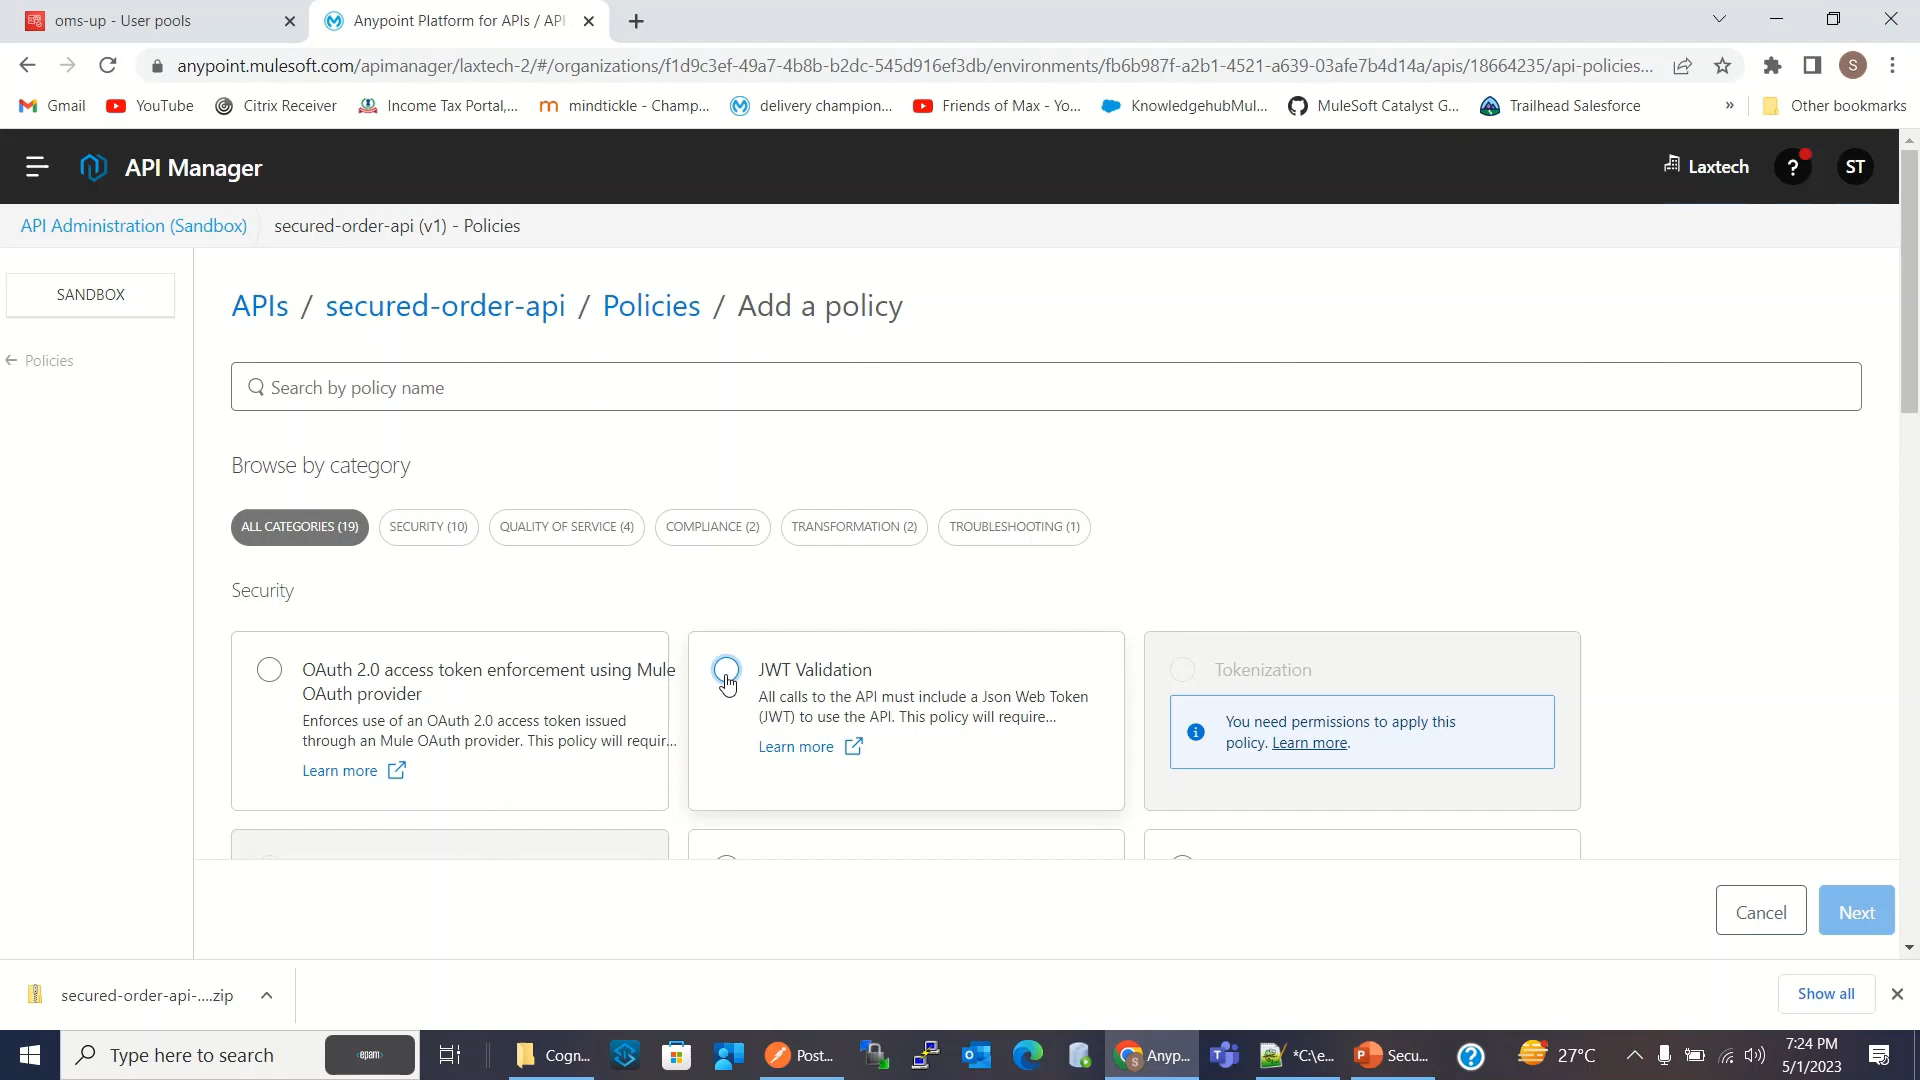 oms-up - User pools
Anypoint Platform for APIs / API
anypoint.mulesoft.com/apimanager/laxtech-2/#/organizations/f1d9c3ef-49a7-4b8b-b2dc-545d916ef3db/environments/fb6b987f-a2b1-4521-a639-03afe7b4d14a/apis/18664235/api-policies...
S
Gmail
YouTube
Citrix Receiver
Income Tax Portal,...
mindtickle - Champ...
delivery champion...
Friends of Max - Yo...
KnowledgehubMul...
MuleSoft Catalyst G...
Trailhead Salesforce
»
Other bookmarks
API Manager
Laxtech
?
ST
API Administration (Sandbox)
secured-order-api (v1) - Policies
SANDBOX
← Policies
APIs / secured-order-api / Policies / Add a policy
Search by policy name
Browse by category
ALL CATEGORIES (19)
SECURITY (10)
QUALITY OF SERVICE (4)
COMPLIANCE (2)
TRANSFORMATION (2)
TROUBLESHOOTING (1)
Security
OAuth 2.0 access token enforcement using Mule
OAuth provider
Enforces use of an OAuth 2.0 access token issued
through an Mule OAuth provider. This policy will requir...
Learn more
JWT Validation
All calls to the API must include a Json Web Token
(JWT) to use the API. This policy will require...
Learn more
Tokenization
You need permissions to apply this
policy. Learn more.
Cancel
Next
secured-order-api-....zip
Show all
Type here to search
<epam>
Cogn...
Post...
Anyp...
*C:\e...
Secu...
27°C
7:24 PM
5/1/2023